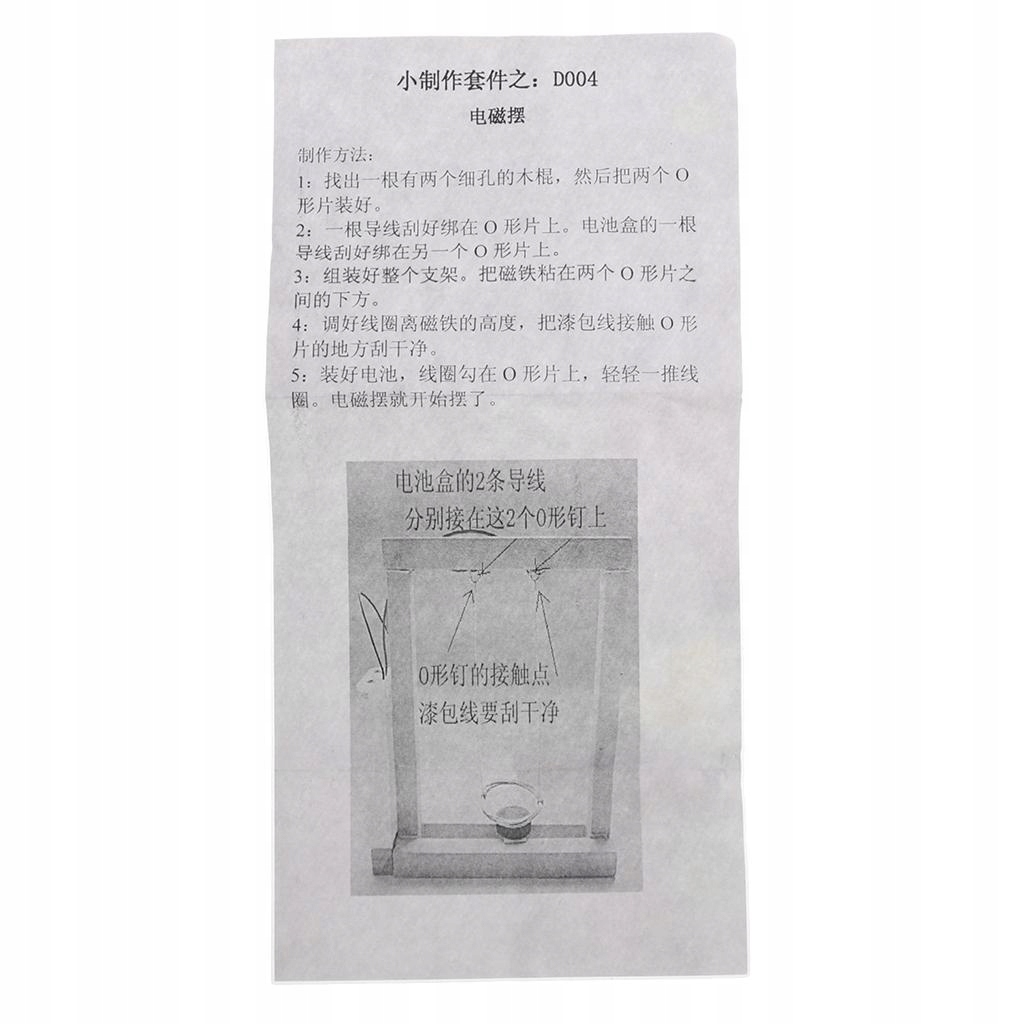 小制作套件之：D004
电磁摆
制作方法：
1：找出一根有两个细孔的木棍，然后把两个 O
形片装好。
2：一根导线刮好绑在 O 形片上。电池盒的一根
导线刮好绑在另一个 O 形片上。
3：组装好整个支架。把磁铁粘在两个 O 形片之
间的下方。
4：调好线圈离磁铁的高度，把漆包线接触 O 形
片的地方刮干净。
5：装好电池，线圈勾在 O 形片上，轻轻一推线
圈。电磁摆就开始摆了。
电池盒的2条导线
分别接在这2个O形钉上
O形钉的接触点
漆包线要刮干净